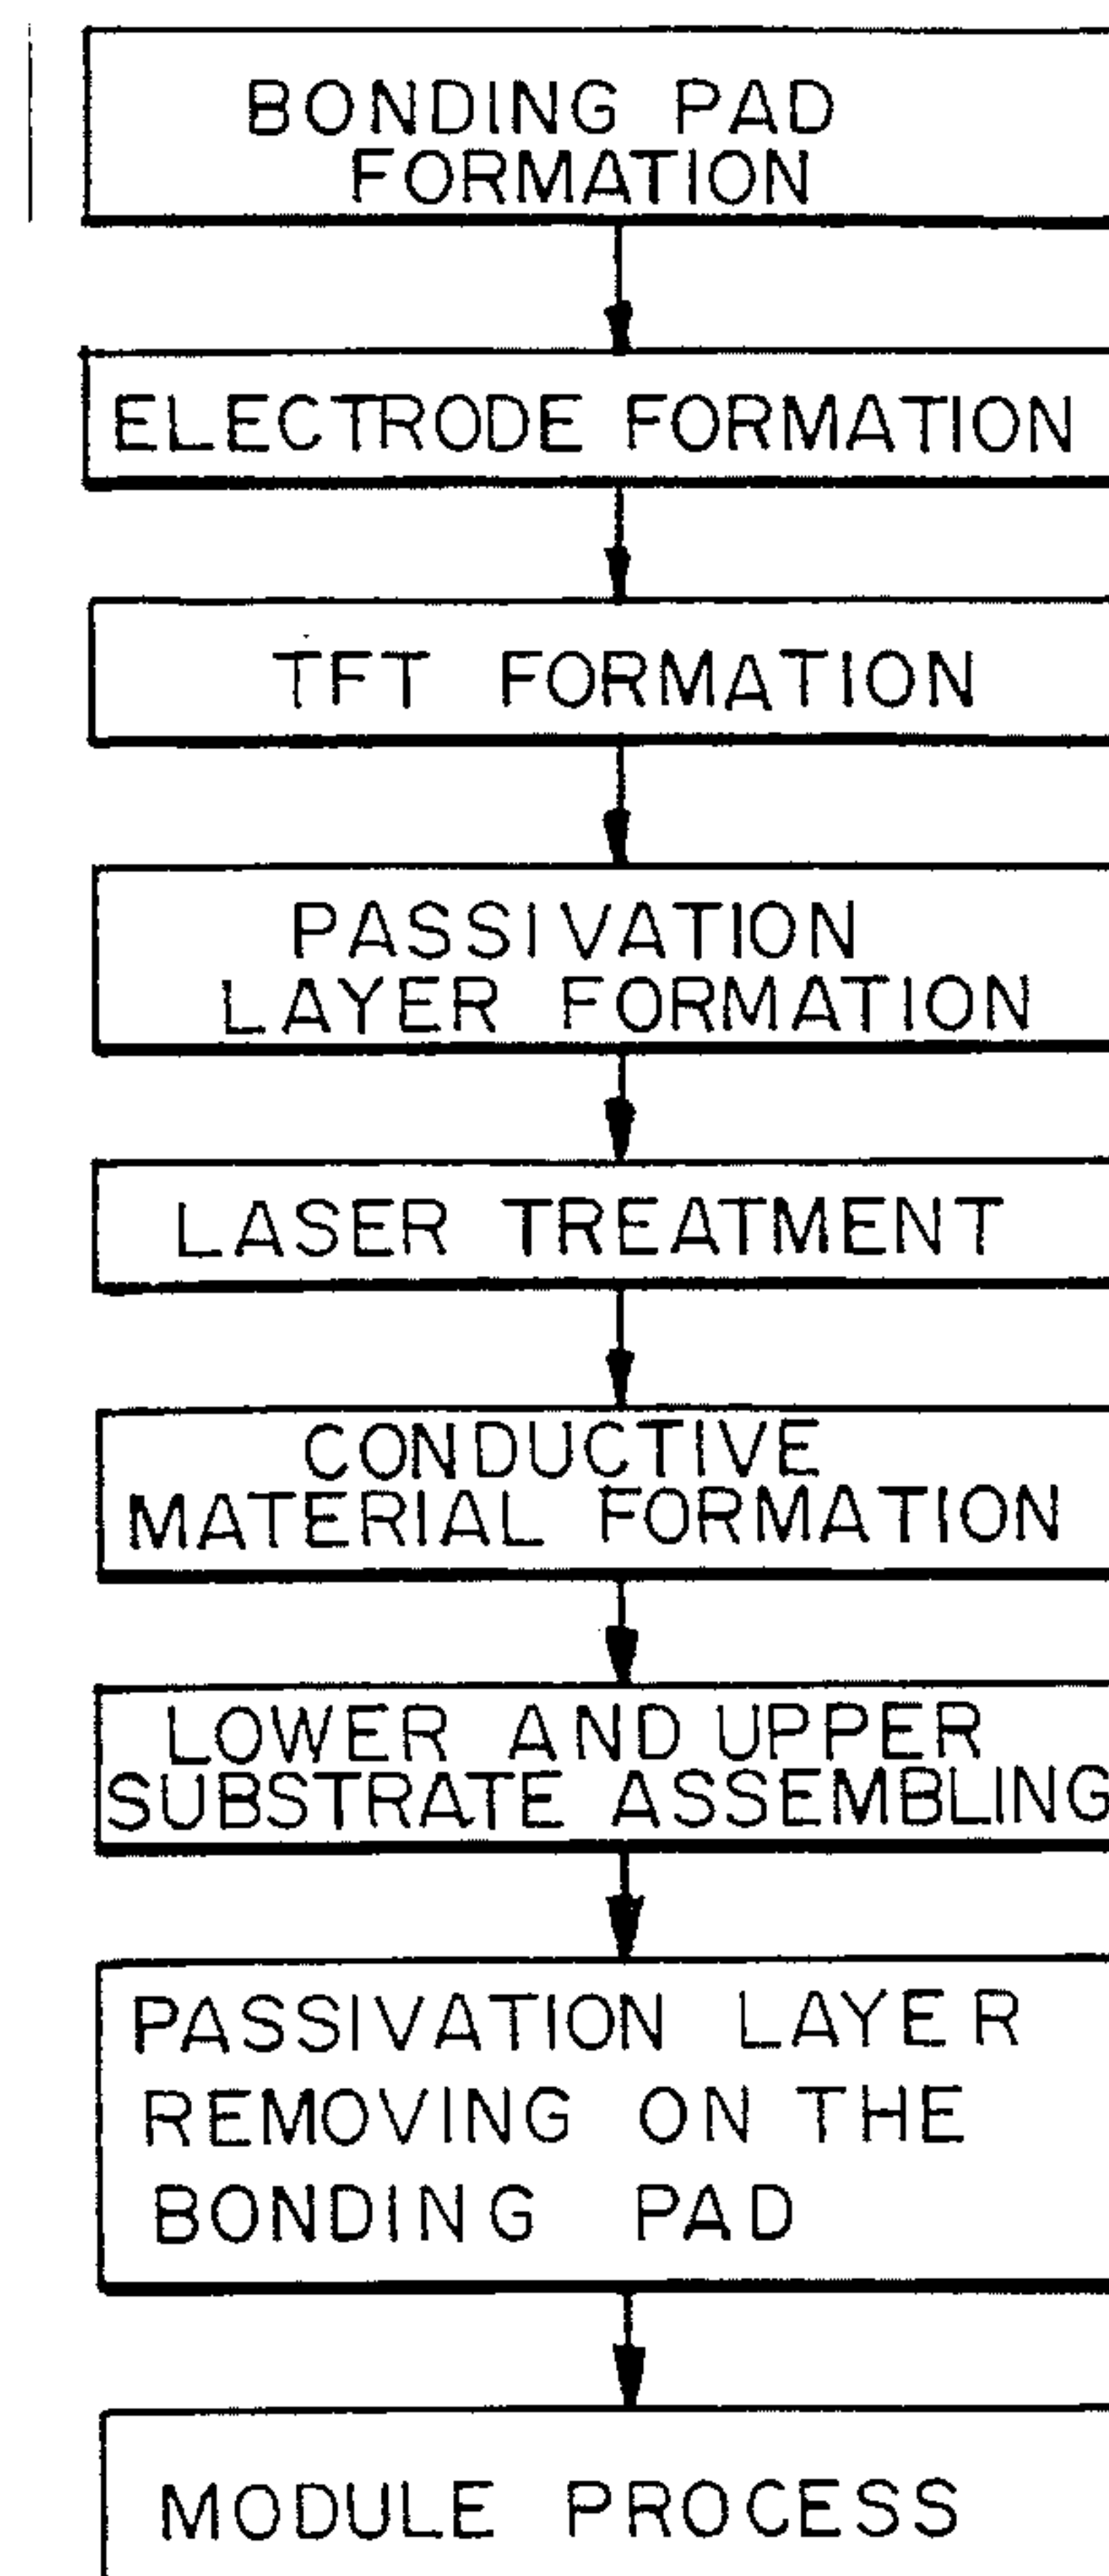 BONDING PAD
FORMATION
ELECTRODE FORMATION
TFT FORMATION
PASSIVATION
LAYER FORMATION
LASER TREATMENT
CONDUCTIVE
MATERIAL FORMATION
LOWER AND UPPER
SUBSTRATE ASSEMBLING
PASSIVATION LAYER
REMOVING ON THE
BONDING PAD
MODULE PROCESS